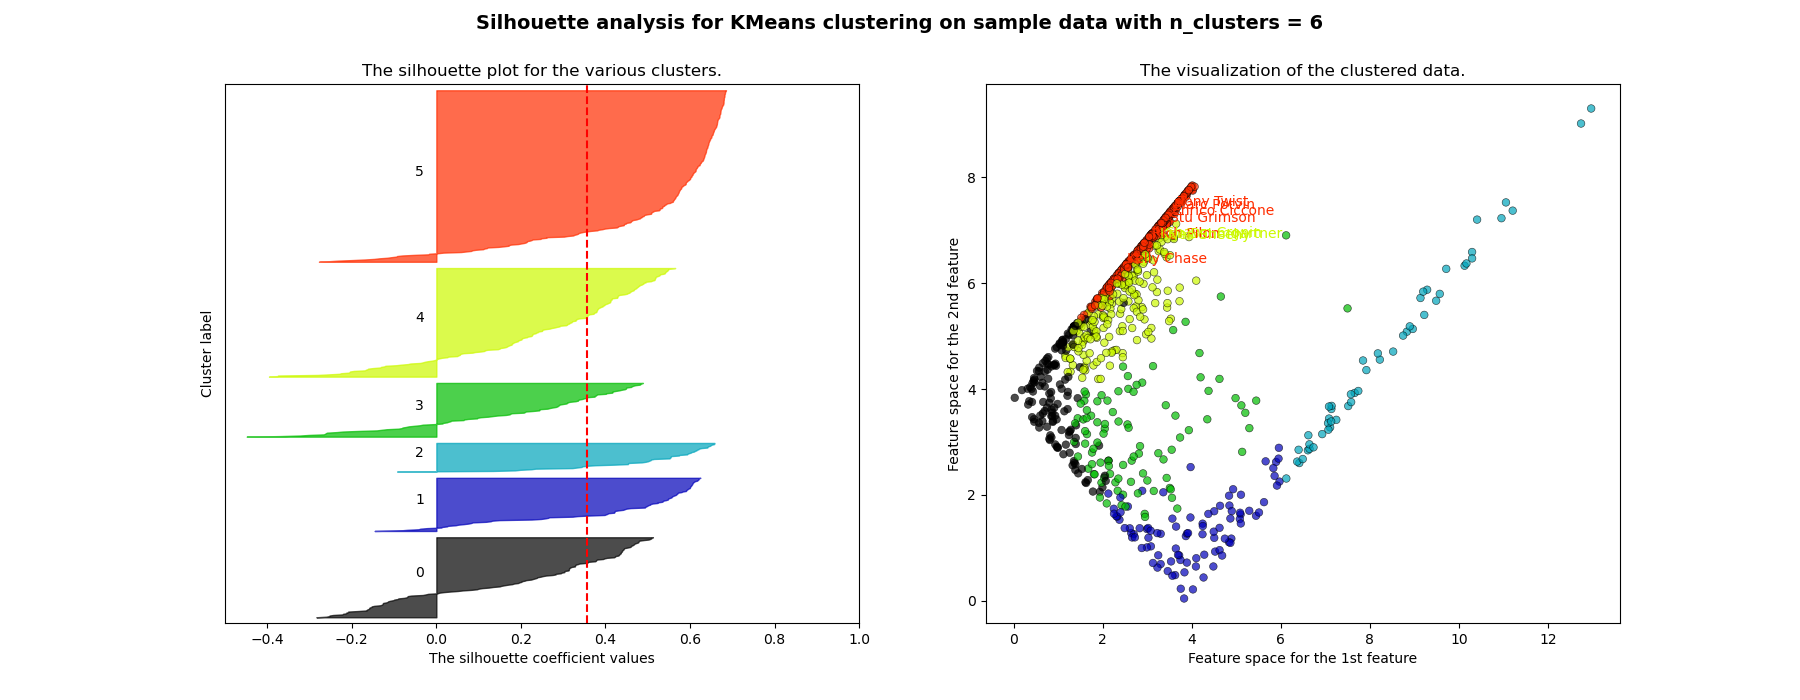 Silhouette analysis for KMeans clustering on sample data with n_clusters = 6
The silhouette plot for the various clusters.
Cluster label
5
4
3
2
1
0
−0.4 −0.2 0.0 0.2 0.4 0.6 0.8 1.0
The silhouette coefficient values
The visualization of the clustered data.
Feature space for the 2nd feature
8
6
4
2
0
Twist
Ciccone
Grimson
Chase
0 2 4 6 8 10 12
Feature space for the 1st feature